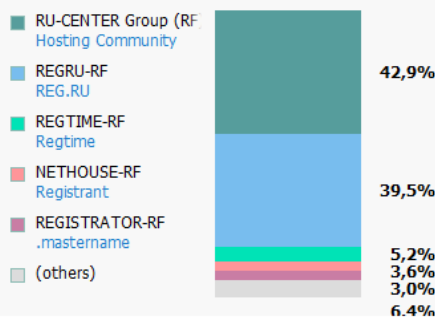 RU-CENTER Group (RF)
Hosting Community
REGRU-RF
REG.RU
REGTIME-RF
Regtime
NETHOUSE-RF
Registrant
REGISTRATOR-RF
.mastername
(others)
42,9%
39,5%
5,2%
3,6%
3,0%
6,4%